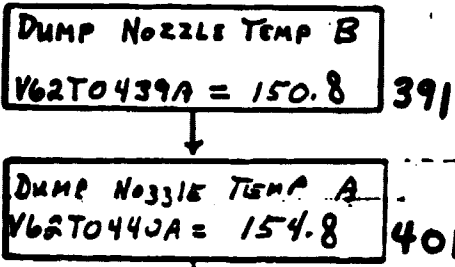 DUMP NOZZLE TEMP B
V62T0439A = 150.8
391
DUMP NOZZLE TEMP A
V62T0440A = 154.8
401